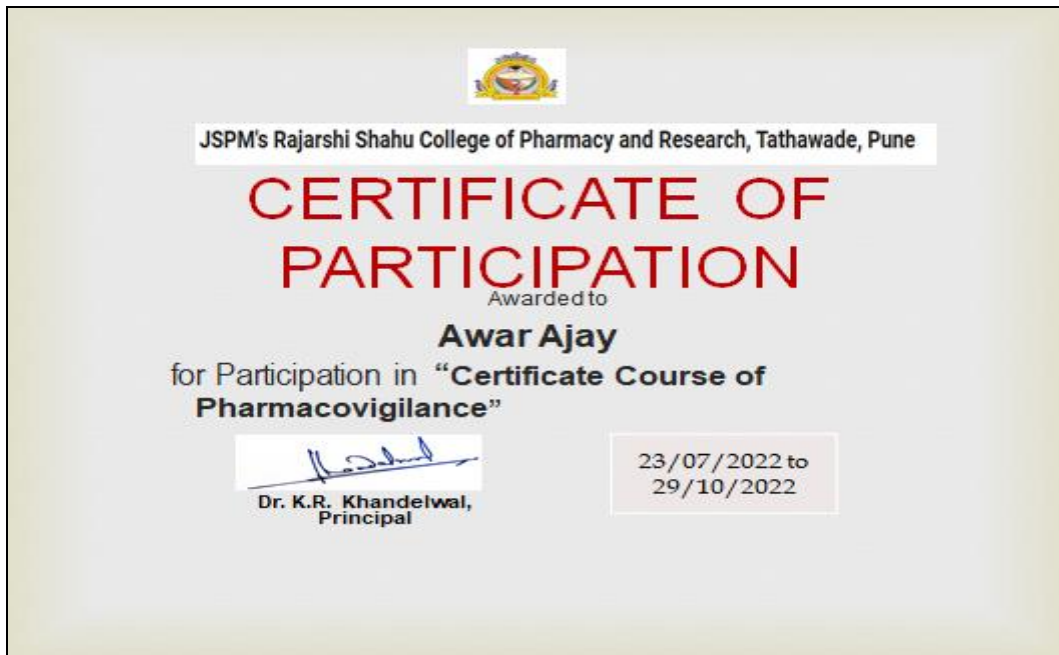 JSPM's Rajarshi Shahu College of Pharmacy and Research, Tathawade, Pune
CERTIFICATE OF
PARTICIPATION
Awarded to
Awar Ajay
for Participation in “Certificate Course of
Pharmacovigilance”
Dr. K.R. Khandelwal,
Principal
23/07/2022 to
29/10/2022